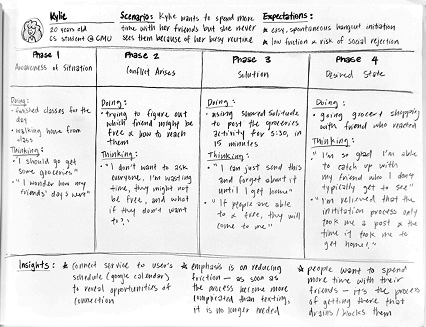 Kylie
20 years old
CS student @ CMU
Scenario: Kylie wants to spend more
time with her friends but she never
sees them because of her busy routine
Expectations:
* easy, spontaneous hangout initiation
* low friction & risk of social rejection
Phase 1
Awareness of Situation
Doing:
- finished classes for the
day
- walking home from
class
Thinking:
• "I should go get
some groceries"
• "I wonder how my
friends' day's were"
Phase 2
Conflict Arises
Doing:
• trying to figure out
which friend might be
free & how to reach
them
Thinking:
• "I don't want to ask
everyone, I'm wasting
time, they might not
be free, and what
if they don't want
to?"
Phase 3
Solution
Doing:
• using shared solitude
to post the groceries
activity for 5:30, in
15 minutes
Thinking:
• "I can just send this
and forget about it
until I get home"
• "If people are able
to & free, they will
come to me"
Phase 4
Desired State
Doing:
• going grocery shopping
with friend who reacted
Thinking:
• "I'm so glad I'm able
to catch up with
my friend who I don't
typically get to see"
• "I'm relieved that the
invitation process only
took me a post & the
time it took me to
get home!"
Insights:
* connect service to user's
schedule (google calendar)
to reveal opportunities of
connection
* emphasis is on reducing
friction — as soon as
the process become more
complicated than texting,
it is no longer needed
* people want to spend
more time with their
friends — it's the process
of getting there that
drains/blocks them